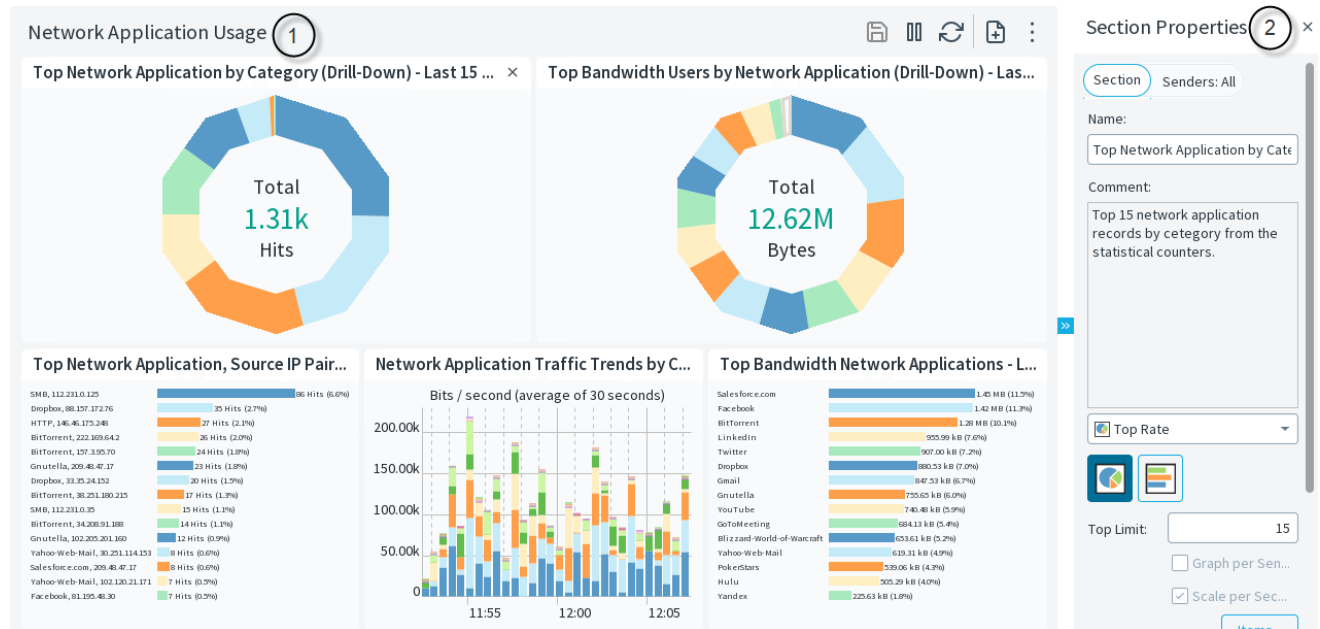 Network Application Usage
1
Section Properties
2
×
Top Network Application by Category (Drill-Down) - Last 15 ... ×
Total
1.31k
Hits
Top Bandwidth Users by Network Application (Drill-Down) - Las...
Total
12.62M
Bytes
Top Network Application, Source IP Pair...
SMB, 112.231.0.125 86 Hits (6.6%)
Dropbox, 88.157.172.76 35 Hits (2.7%)
HTTP, 146.46.175.248 27 Hits (2.1%)
BitTorrent, 222.169.64.2 26 Hits (2.0%)
BitTorrent, 157.3.95.70 24 Hits (1.8%)
Gnutella, 209.48.47.17 23 Hits (1.8%)
Dropbox, 33.35.24.152 20 Hits (1.5%)
BitTorrent, 38.251.180.215 17 Hits (1.3%)
SMB, 112.231.0.35 15 Hits (1.1%)
BitTorrent, 34.208.91.188 14 Hits (1.1%)
Gnutella, 102.205.201.160 12 Hits (0.9%)
Yahoo-Web-Mail, 30.251.114.153 8 Hits (0.6%)
Salesforce.com, 209.48.47.17 8 Hits (0.6%)
Yahoo-Web-Mail, 102.120.21.171 7 Hits (0.5%)
Facebook, 81.195.48.30 7 Hits (0.5%)
Network Application Traffic Trends by C...
Bits / second (average of 30 seconds)
200.00k
150.00k
100.00k
50.00k
0
11:55 12:00 12:05
Top Bandwidth Network Applications - L...
Salesforce.com 1.45 MB (11.5%)
Facebook 1.42 MB (11.3%)
BitTorrent 1.28 MB (10.1%)
LinkedIn 955.99 kB (7.6%)
Twitter 907.00 kB (7.2%)
Dropbox 880.53 kB (7.0%)
Gmail 847.53 kB (6.7%)
Gnutella 755.65 kB (6.0%)
YouTube 740.48 kB (5.9%)
GoToMeeting 684.13 kB (5.4%)
Blizzard-World-of-Warcraft 653.61 kB (5.2%)
Yahoo-Web-Mail 619.31 kB (4.9%)
PokerStars 539.06 kB (4.3%)
Hulu 505.29 kB (4.0%)
Yandex 225.63 kB (1.8%)
»
Section Senders: All
Name:
Top Network Application by Cate
Comment:
Top 15 network application
records by cetegory from the
statistical counters.
Top Rate
Top Limit: 15
Graph per Sen...
Scale per Sec...
Items